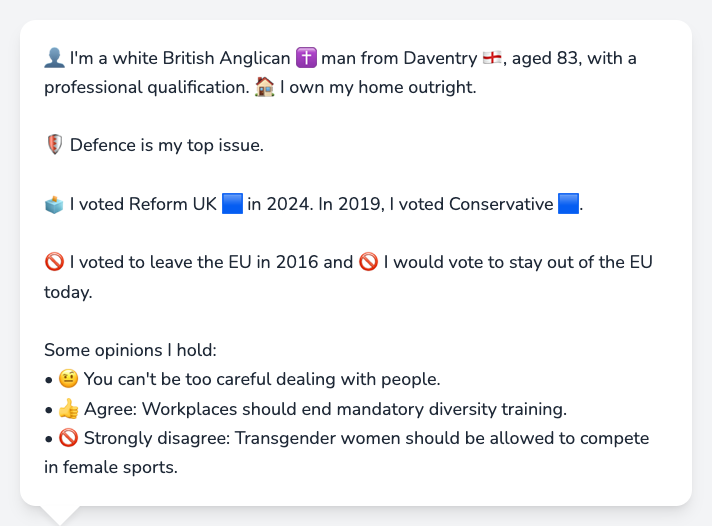 👤 I'm a white British Anglican ✝️ man from Daventry 🏴󠁧󠁢󠁥󠁮󠁧󠁿, aged 83, with a
professional qualification. 🏠 I own my home outright.
🛡️ Defence is my top issue.
🗳️ I voted Reform UK 🟦 in 2024. In 2019, I voted Conservative 🟦.
🚫 I voted to leave the EU in 2016 and 🚫 I would vote to stay out of the EU
today.
Some opinions I hold:
• 🤨 You can't be too careful dealing with people.
• 👍 Agree: Workplaces should end mandatory diversity training.
• 🚫 Strongly disagree: Transgender women should be allowed to compete
in female sports.